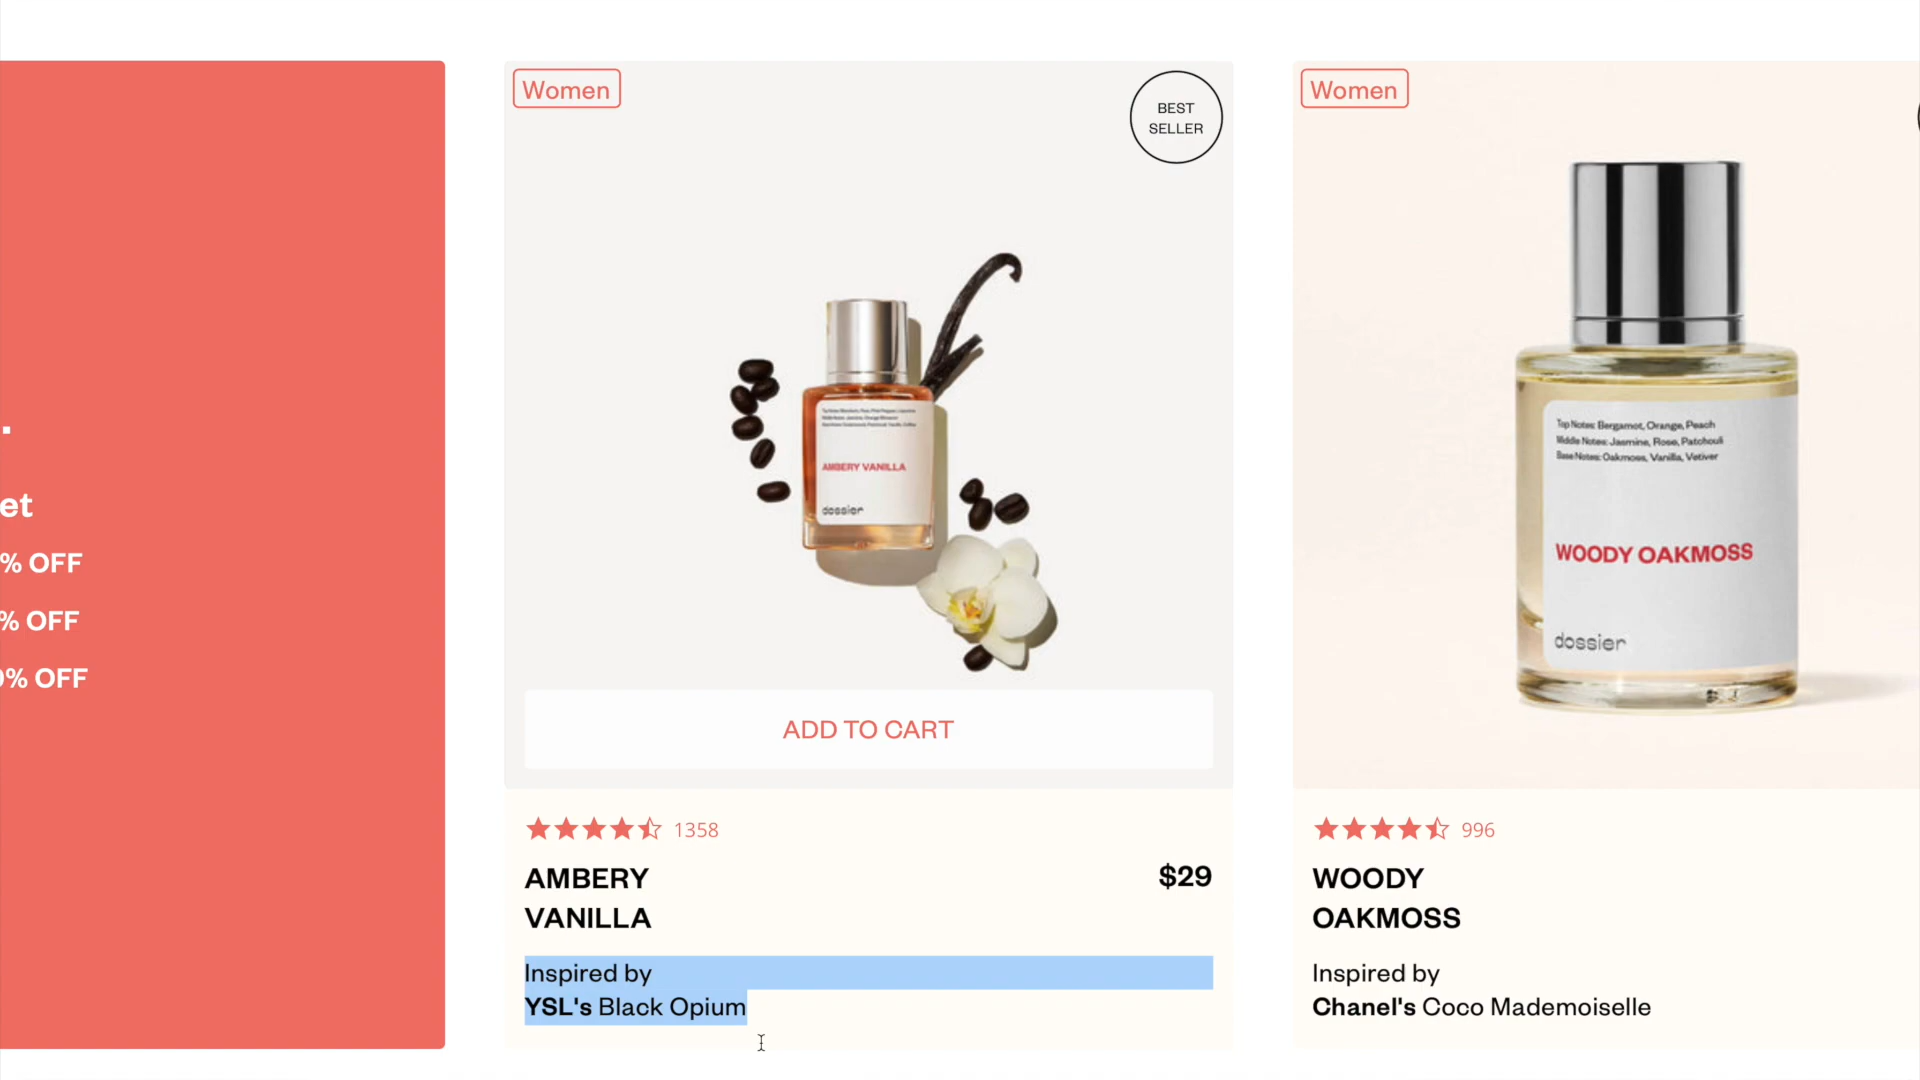 .
et
% OFF
% OFF
0% OFF
Women
BEST
SELLER
AMBERY VANILLA
dossier
ADD TO CART
1358
AMBERY
VANILLA
$29
Inspired by
YSL's Black Opium
Women
Top Notes: Bergamot, Orange, Peach
Middle Notes: Jasmine, Rose, Patchouli
Base Notes: Oakmoss, Vanilla, Vetiver
WOODY OAKMOSS
dossier
996
WOODY
OAKMOSS
Inspired by
Chanel's Coco Mademoiselle